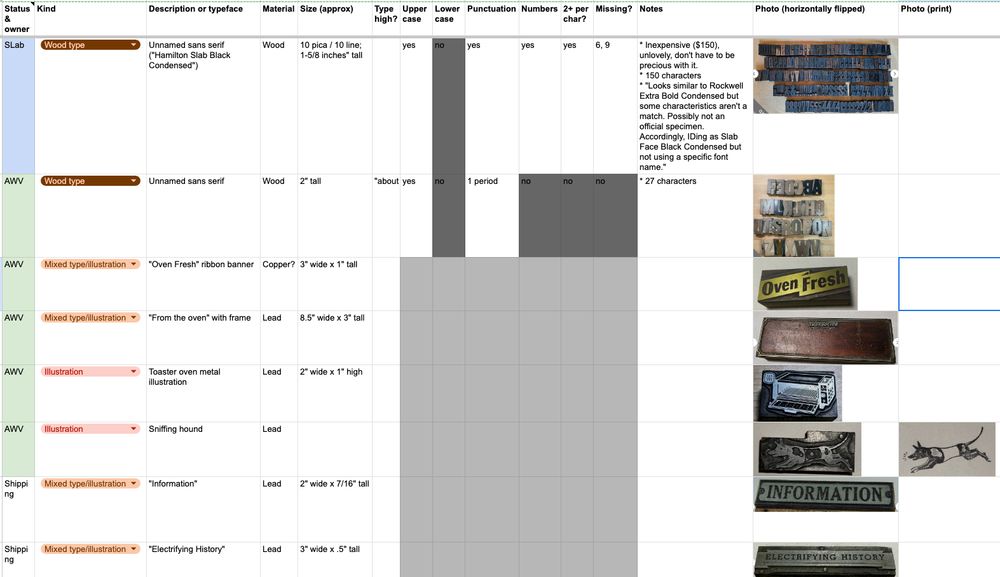 Status & owner
Kind
Description or typeface
Material
Size (approx)
Type high?
Upper case
Lower case
Punctuation
Numbers
2+ per char?
Missing?
Notes
Photo (horizontally flipped)
Photo (print)
SLab
Wood type
Unnamed sans serif
("Hamilton Slab Black
Condensed")
Wood
10 pica / 10 line;
1-5/8 inches" tall
yes
no
yes
yes
yes
6, 9
* Inexpensive ($150),
unlovely, don't have to be
precious with it.
* 150 characters
* "Looks similar to Rockwell
Extra Bold Condensed but
some characteristics aren't a
match. Possibly not an
official specimen.
Accordingly, IDing as Slab
Face Black Condensed but
not using a specific font
name."
AWV
Wood type
Unnamed sans serif
Wood
2" tall
"about
yes
no
1 period
no
no
no
* 27 characters
AWV
Mixed type/illustration
"Oven Fresh" ribbon banner
Copper?
3" wide x 1" tall
Oven Fresh
AWV
Mixed type/illustration
"From the oven" with frame
Lead
8.5" wide x 3" tall
AWV
Illustration
Toaster oven metal
illustration
Lead
2" wide x 1" high
AWV
Illustration
Sniffing hound
Lead
Shippi
ng
Mixed type/illustration
"Information"
Lead
2" wide x 7/16" tall
INFORMATION
Shippi
ng
Mixed type/illustration
"Electrifying History"
Lead
3" wide x .5" tall
ELECTRIFYING HISTORY